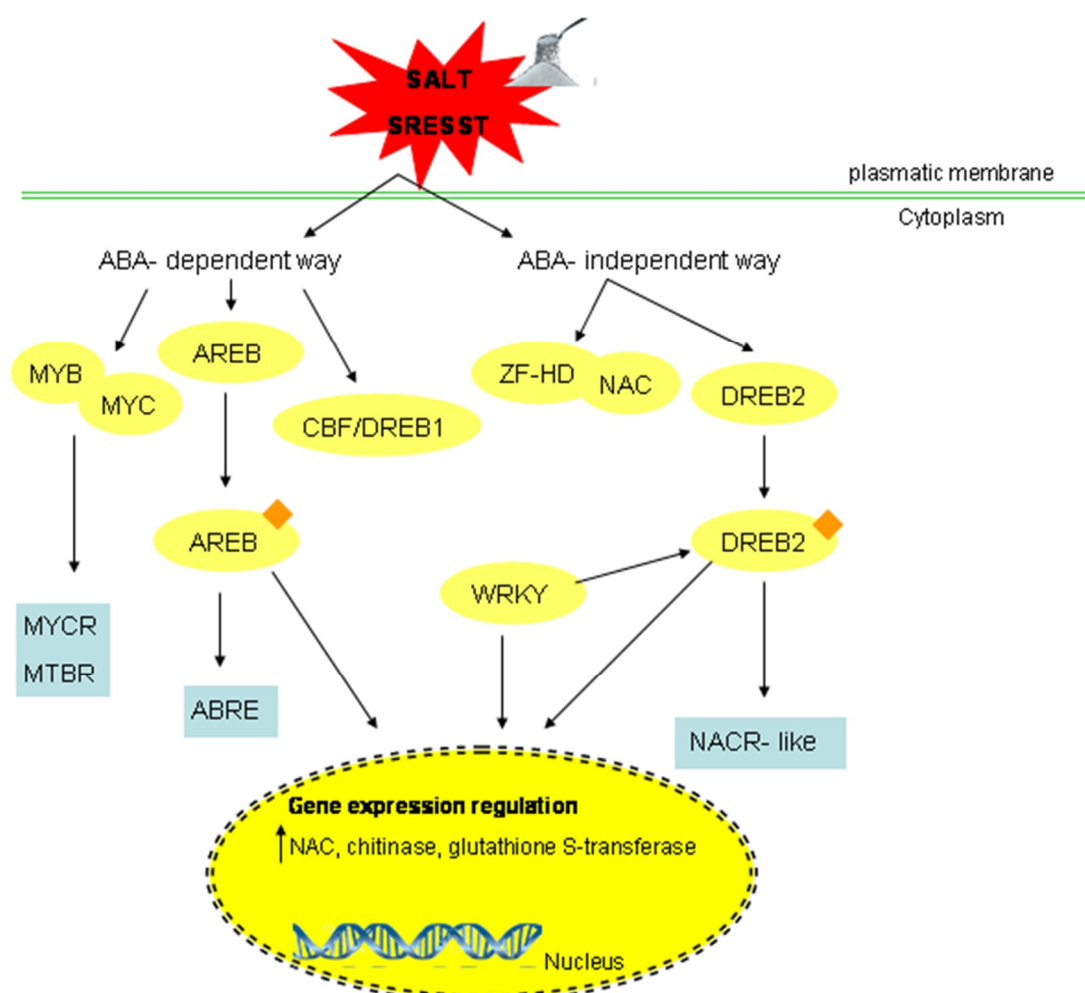 SALT
SRESST
plasmatic membrane
Cytoplasm
ABA- dependent way
ABA- independent way
MYB
MYC
AREB
CBF/DREB1
ZF-HD
NAC
DREB2
AREB
DREB2
WRKY
MYCR
MTBR
ABRE
NACR- like
Gene expression regulation
NAC, chitinase, glutathione S-transferase
Nucleus